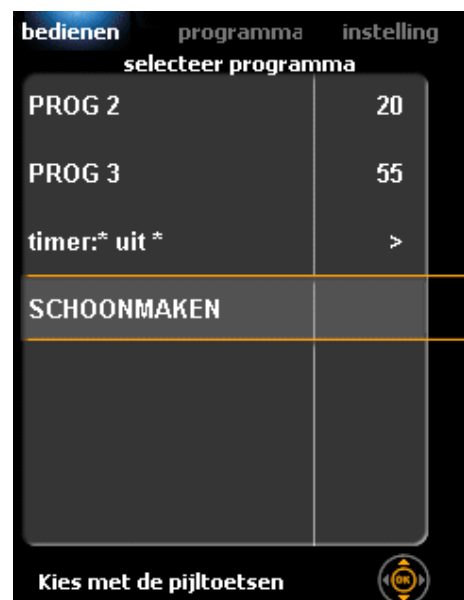 bedienen programma instelling
selecteer programma
PROG 2 20
PROG 3 55
timer:* uit * >
SCHOONMAKEN
Kies met de pijltoetsen OK